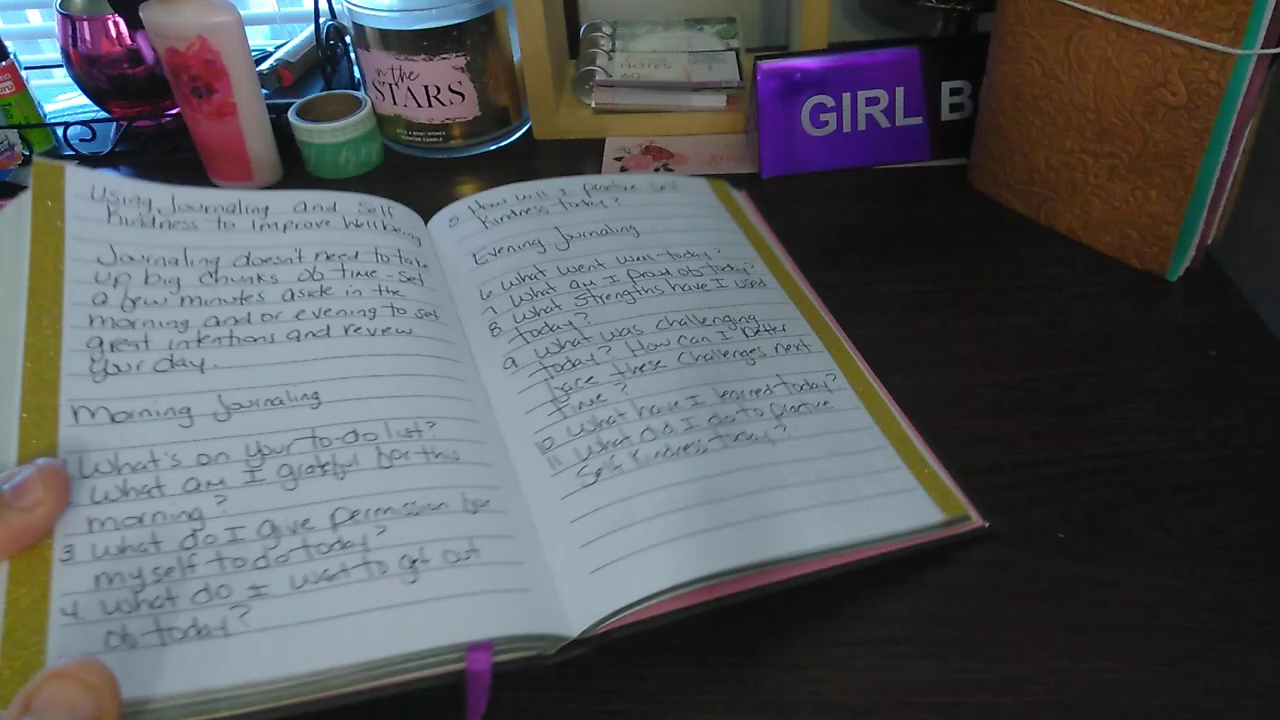 in the
STARS
NOTES
GIRL B
Using Journaling and Self
Kindness to Improve Wellbeing
Journaling doesn't need to take
up big chunks of time - set
a few minutes aside in the
morning and or evening to set
great intentions and review
your day.
Morning Journaling
What's on your to-do list?
What am I grateful for this
morning?
3 What do I give permission for
myself to do today?
4. What do I want to get out
of today?
5 How will I practice self
kindness today?
Evening Journaling
6 What went well today?
7 What am I proud of today?
8 What strengths have I used
today?
9 What was challenging
today? How can I better
face these challenges next
time?
10 What have I learned today?
11 What did I do to practice
self kindness today?